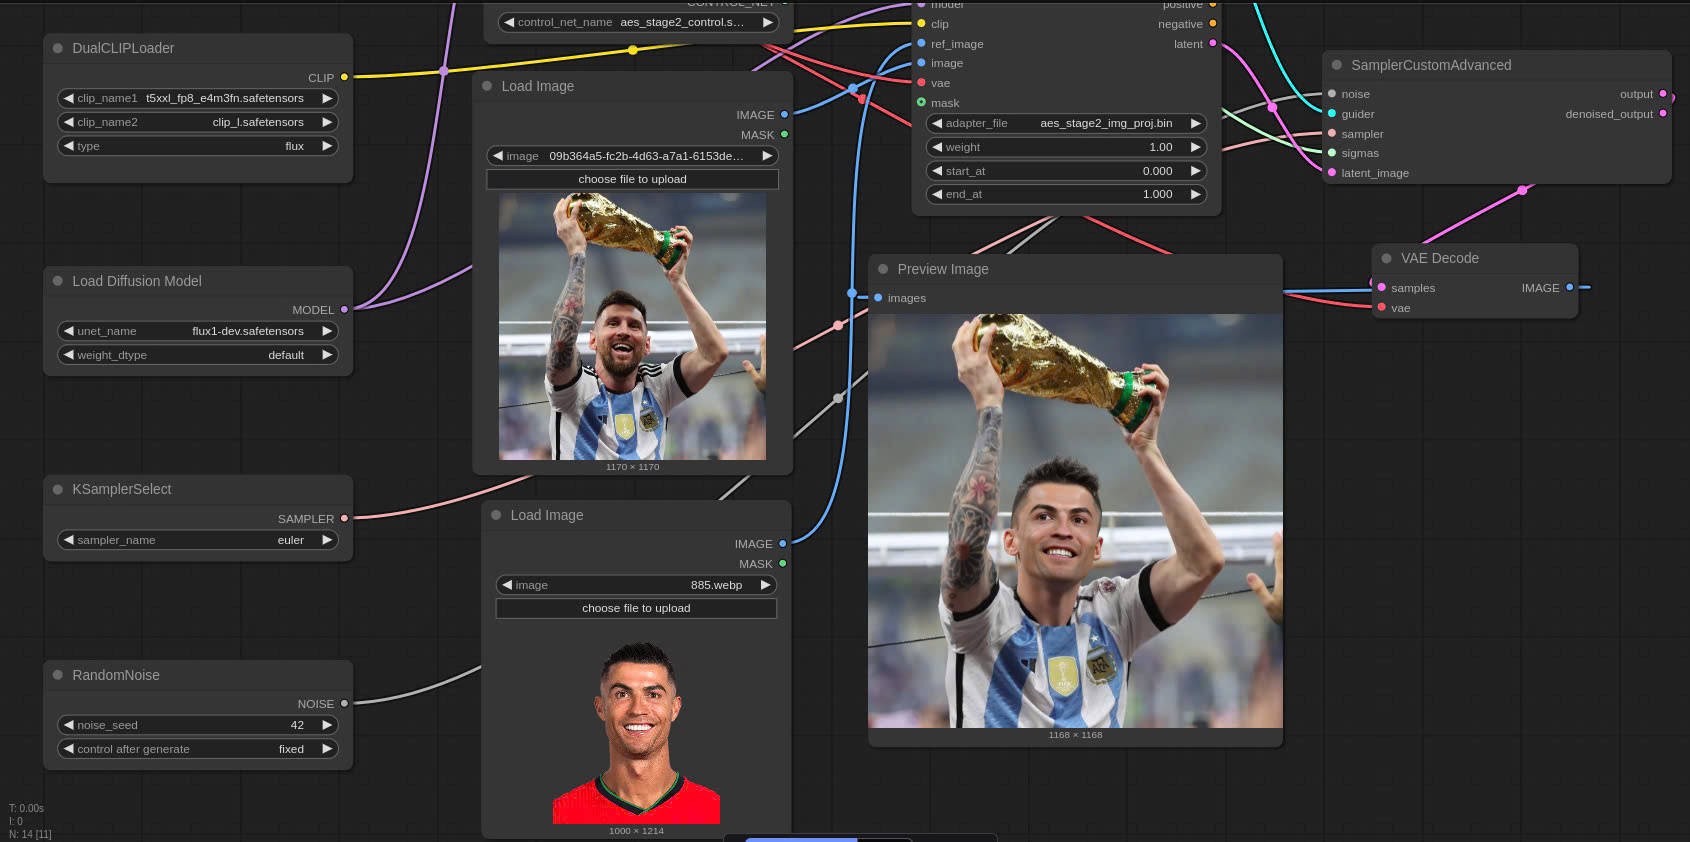 DualCLIPLoader
CLIP
clip_name1 t5xxl_fp8_e4m3fn.safetensors
clip_name2 clip_l.safetensors
type flux
Load Diffusion Model
MODEL
unet_name flux1-dev.safetensors
weight_dtype default
KSamplerSelect
SAMPLER
sampler_name euler
RandomNoise
NOISE
noise_seed 42
control after generate fixed
T: 0.00s
I: 0
N: 14 [11]
CONTROL_NET
control_net_name aes_stage2_control.s...
Load Image
IMAGE
MASK
image 09b364a5-fc2b-4d63-a7a1-6153de...
choose file to upload
1170 × 1170
Load Image
IMAGE
MASK
image 885.webp
choose file to upload
1000 × 1214
model positive
clip negative
ref_image latent
image
vae
mask
adapter_file aes_stage2_img_proj.bin
weight 1.00
start_at 0.000
end_at 1.000
Preview Image
images
1168 × 1168
SamplerCustomAdvanced
noise output
guider denoised_output
sampler
sigmas
latent_image
VAE Decode
samples IMAGE
vae